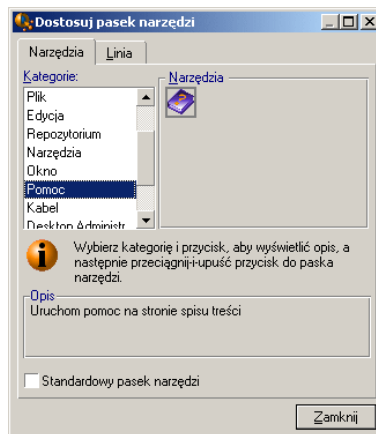 Dostosuj pasek narzędzi
Narzędzia
Linia
Kategorie:
Narzędzia
Plik
Edycja
Repozytorium
Narzędzia
Okno
Pomoc
Kabel
Desktop Administr
Wybierz kategorię i przycisk, aby wyświetlić opis, a
następnie przeciągnij-i-upuść przycisk do paska
narzędzi.
Opis
Uruchom pomoc na stronie spisu treści
Standardowy pasek narzędzi
Zamknij